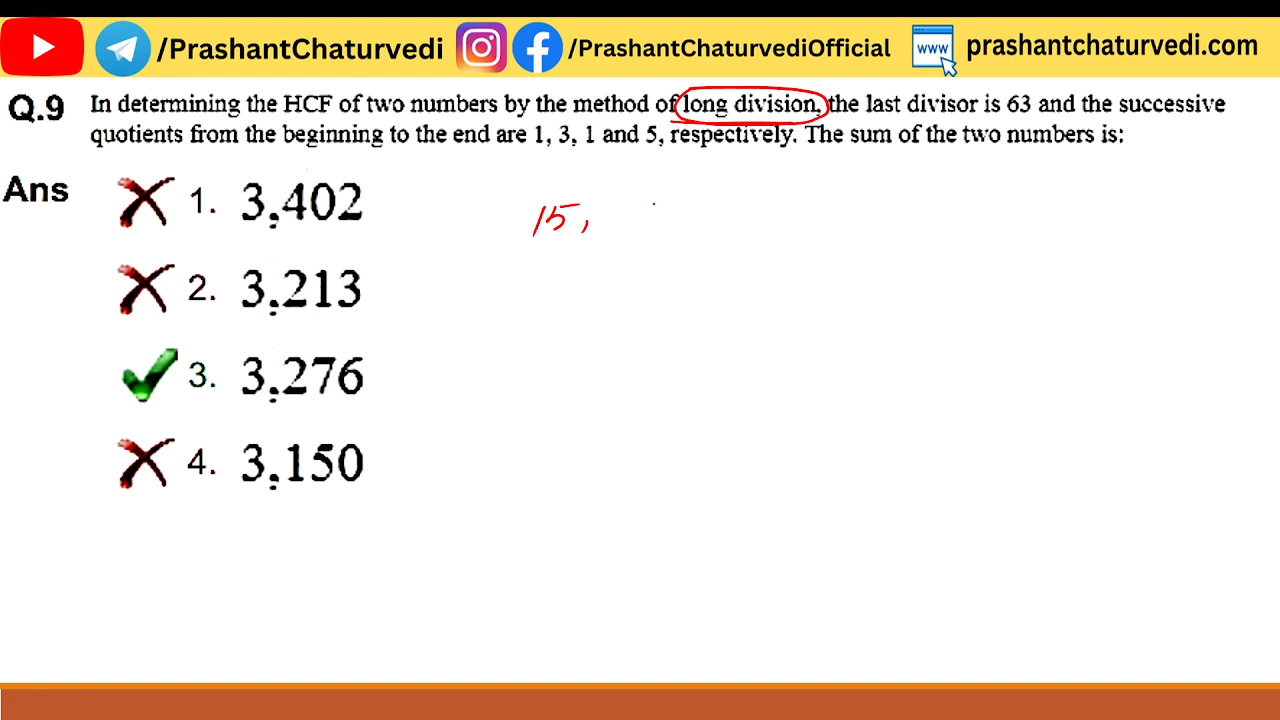 /PrashantChaturvedi /PrashantChaturvediOfficial www prashantchaturvedi.com
Q.9 In determining the HCF of two numbers by the method of long division, the last divisor is 63 and the successive
quotients from the beginning to the end are 1, 3, 1 and 5, respectively. The sum of the two numbers is:
Ans 1. 3,402
15,
2. 3,213
3. 3,276
4. 3,150